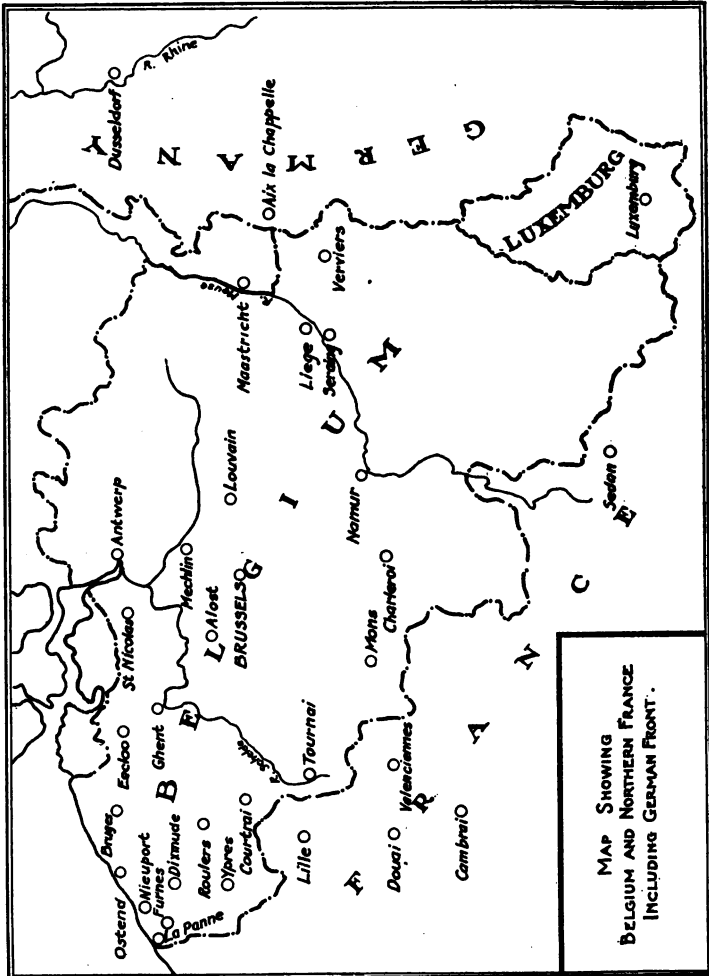 MAP SHOWING
BELGIUM AND NORTHERN FRANCE
INCLUDING GERMAN FRONT.
GERMANY
BELGIUM
FRANCE
LUXEMBURG
Luxemburg
R. Rhine
Dusseldorf
Aix la Chappelle
Verviers
R. Meuse
Maastricht
Liege
Seraing
Louvain
Antwerp
Mechlin
Alost
BRUSSELS
Namur
Charleroi
Mons
Sedan
St Nicolas
Eecloo
Ghent
R. Schelde
Tournai
Valenciennes
Bruges
Ostend
Nieuport
Furnes
Dixmude
La Panne
Roulers
Ypres
Courtrai
Lille
Douai
Cambrai